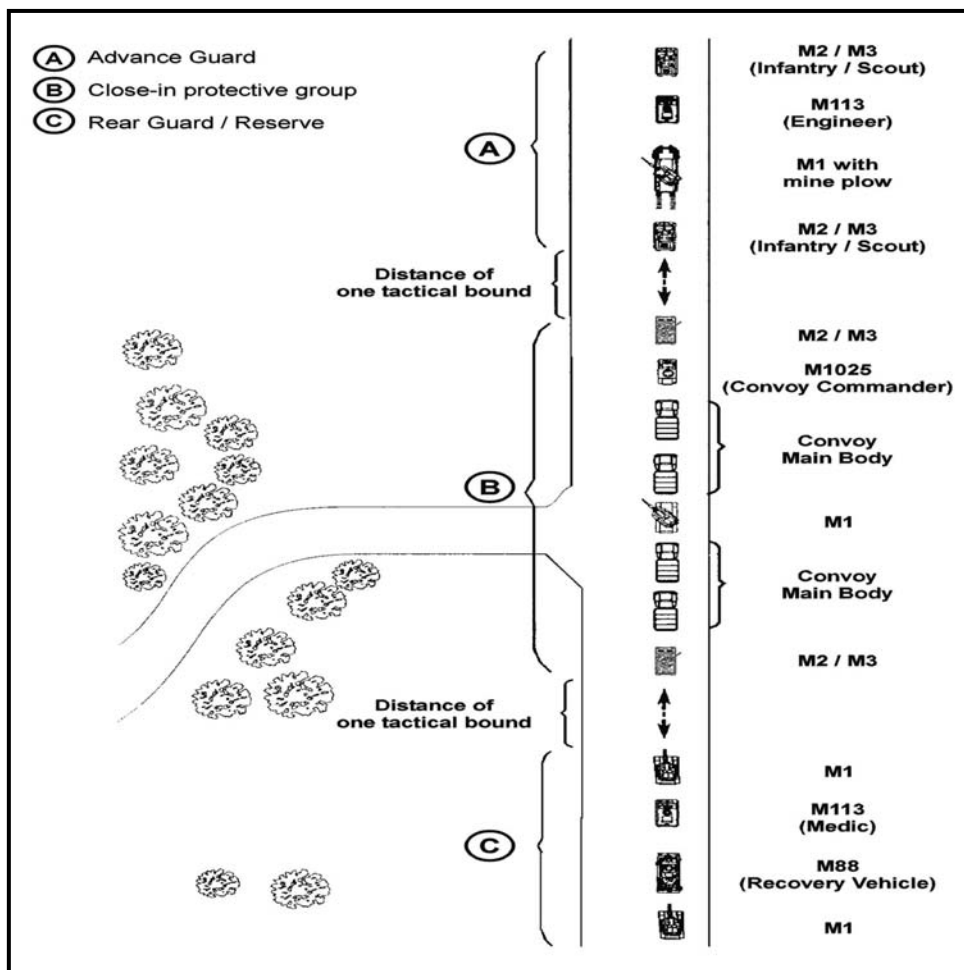 A Advance Guard
B Close-in protective group
C Rear Guard / Reserve
M2 / M3
(Infantry / Scout)
M113
(Engineer)
A
M1 with
mine plow
M2 / M3
(Infantry / Scout)
Distance of
one tactical bound
M2 / M3
M1025
(Convoy Commander)
Convoy
Main Body
B
M1
Convoy
Main Body
M2 / M3
Distance of
one tactical bound
M1
M113
(Medic)
C
M88
(Recovery Vehicle)
M1